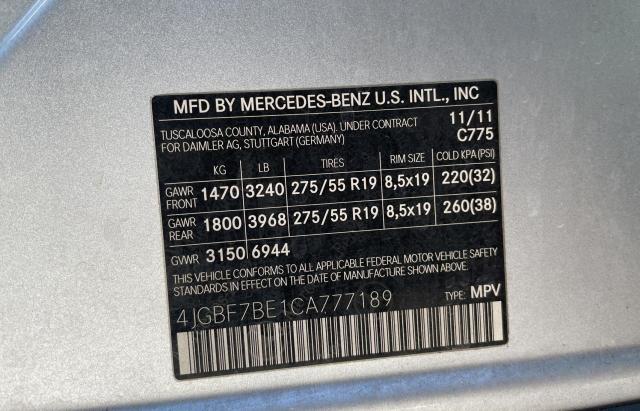 MFD BY MERCEDES-BENZ U.S. INTL., INC
TUSCALOOSA COUNTY, ALABAMA (USA). UNDER CONTRACT 11/11
FOR DAIMLER AG, STUTTGART (GERMANY) C775
KG LB TIRES RIM SIZE COLD KPA (PSI)
GAWR FRONT 1470 3240 275/55 R19 8,5x19 220(32)
GAWR REAR 1800 3968 275/55 R19 8,5x19 260(38)
GVWR 3150 6944
THIS VEHICLE CONFORMS TO ALL APPLICABLE FEDERAL MOTOR VEHICLE SAFETY
STANDARDS IN EFFECT ON THE DATE OF MANUFACTURE SHOWN ABOVE.
4JGBF7BE1CA777189 TYPE: MPV